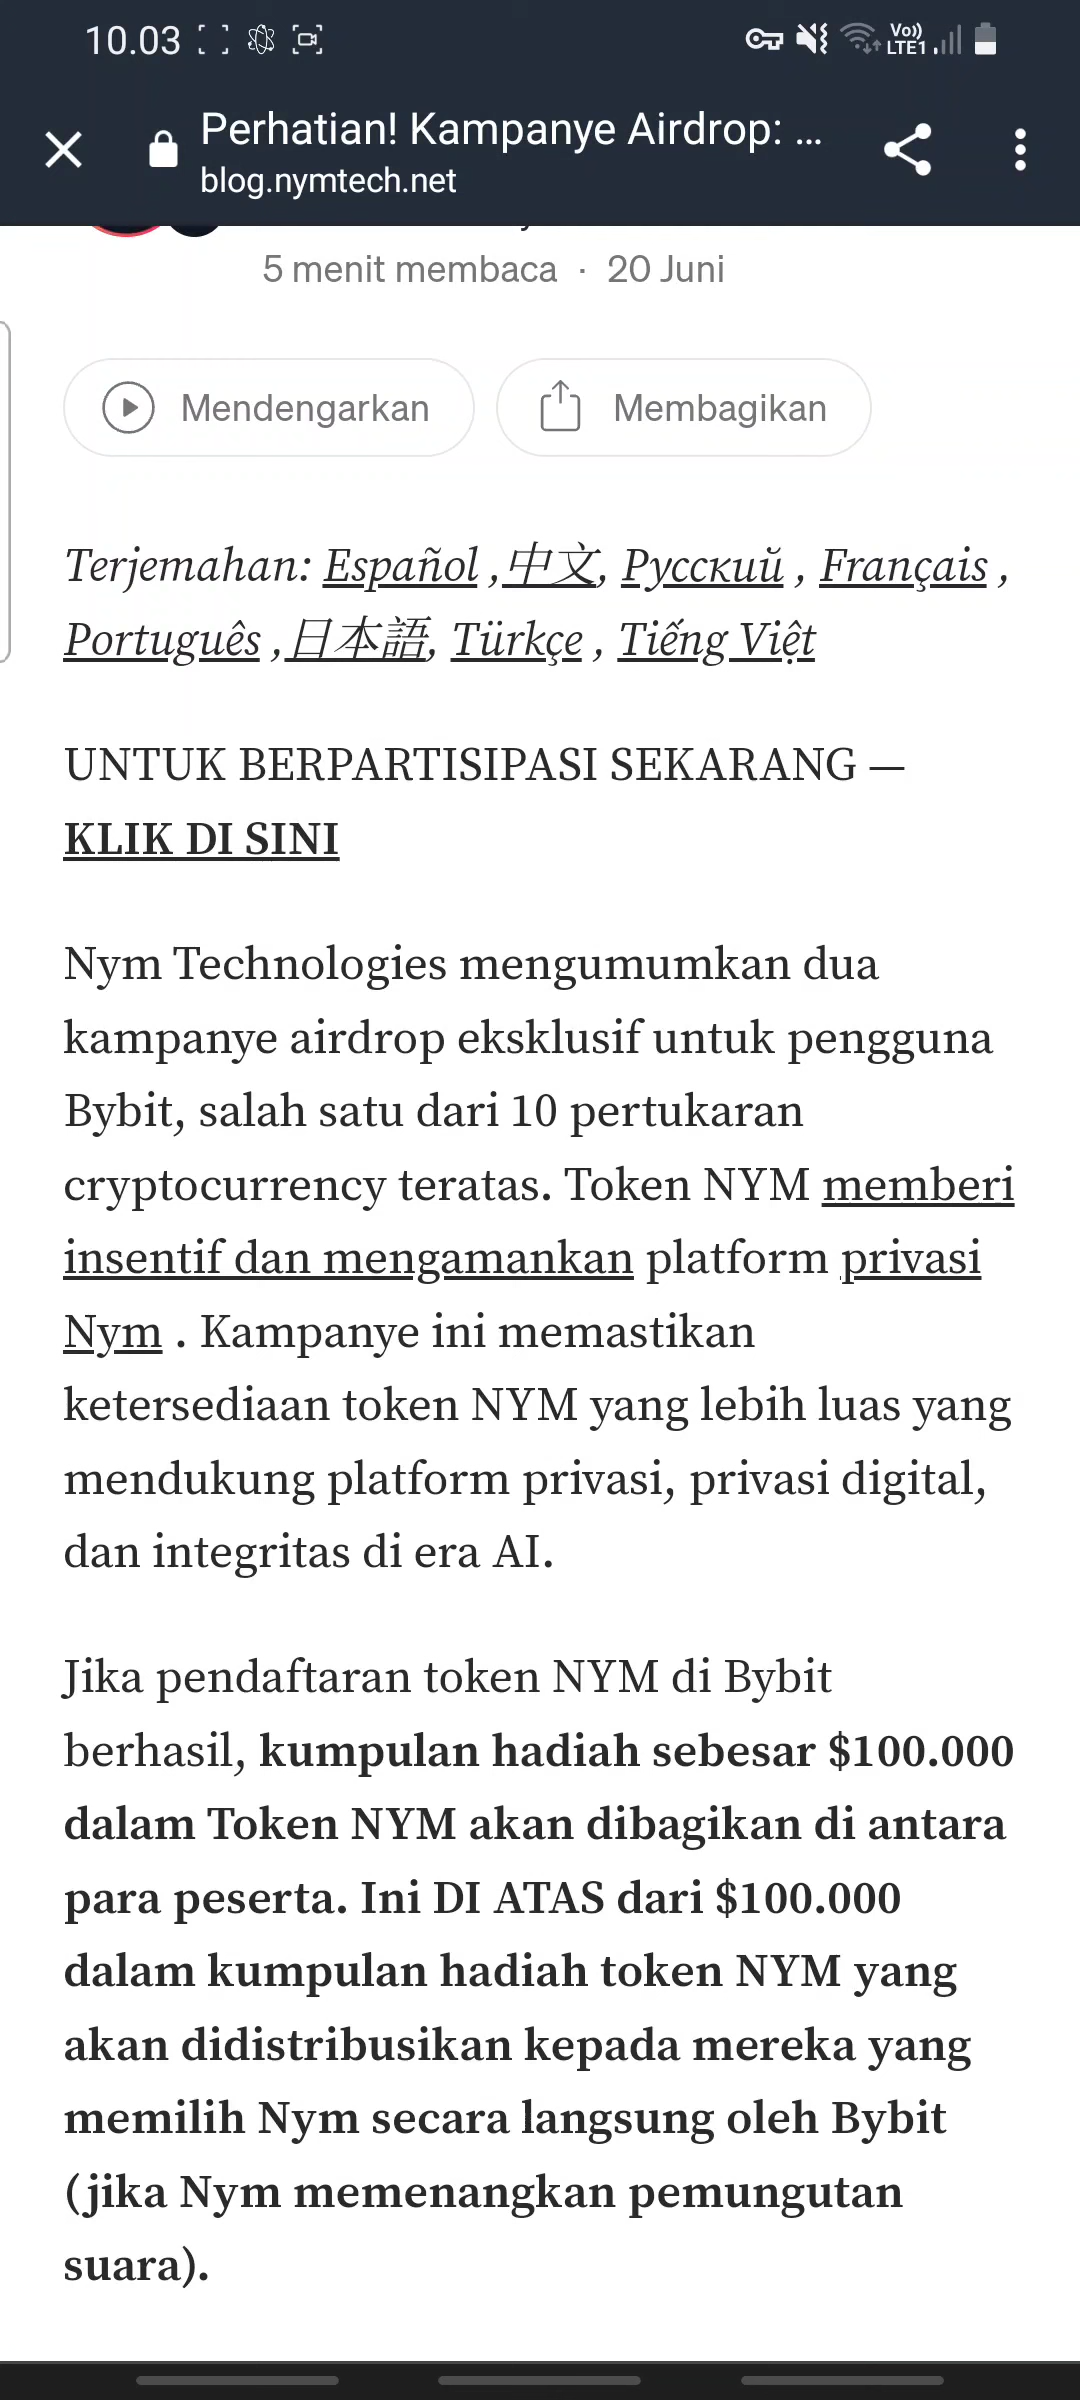 10.03
Vo))
LTE1
Perhatian! Kampanye Airdrop: ...
blog.nymtech.net
5 menit membaca · 20 Juni
Mendengarkan
Membagikan
Terjemahan: Español ,中文, Русский , Français ,
Português ,日本語, Türkçe , Tiếng Việt
UNTUK BERPARTISIPASI SEKARANG —
KLIK DI SINI
Nym Technologies mengumumkan dua
kampanye airdrop eksklusif untuk pengguna
Bybit, salah satu dari 10 pertukaran
cryptocurrency teratas. Token NYM memberi
insentif dan mengamankan platform privasi
Nym . Kampanye ini memastikan
ketersediaan token NYM yang lebih luas yang
mendukung platform privasi, privasi digital,
dan integritas di era AI.
Jika pendaftaran token NYM di Bybit
berhasil, kumpulan hadiah sebesar $100.000
dalam Token NYM akan dibagikan di antara
para peserta. Ini DI ATAS dari $100.000
dalam kumpulan hadiah token NYM yang
akan didistribusikan kepada mereka yang
memilih Nym secara langsung oleh Bybit
(jika Nym memenangkan pemungutan
suara).